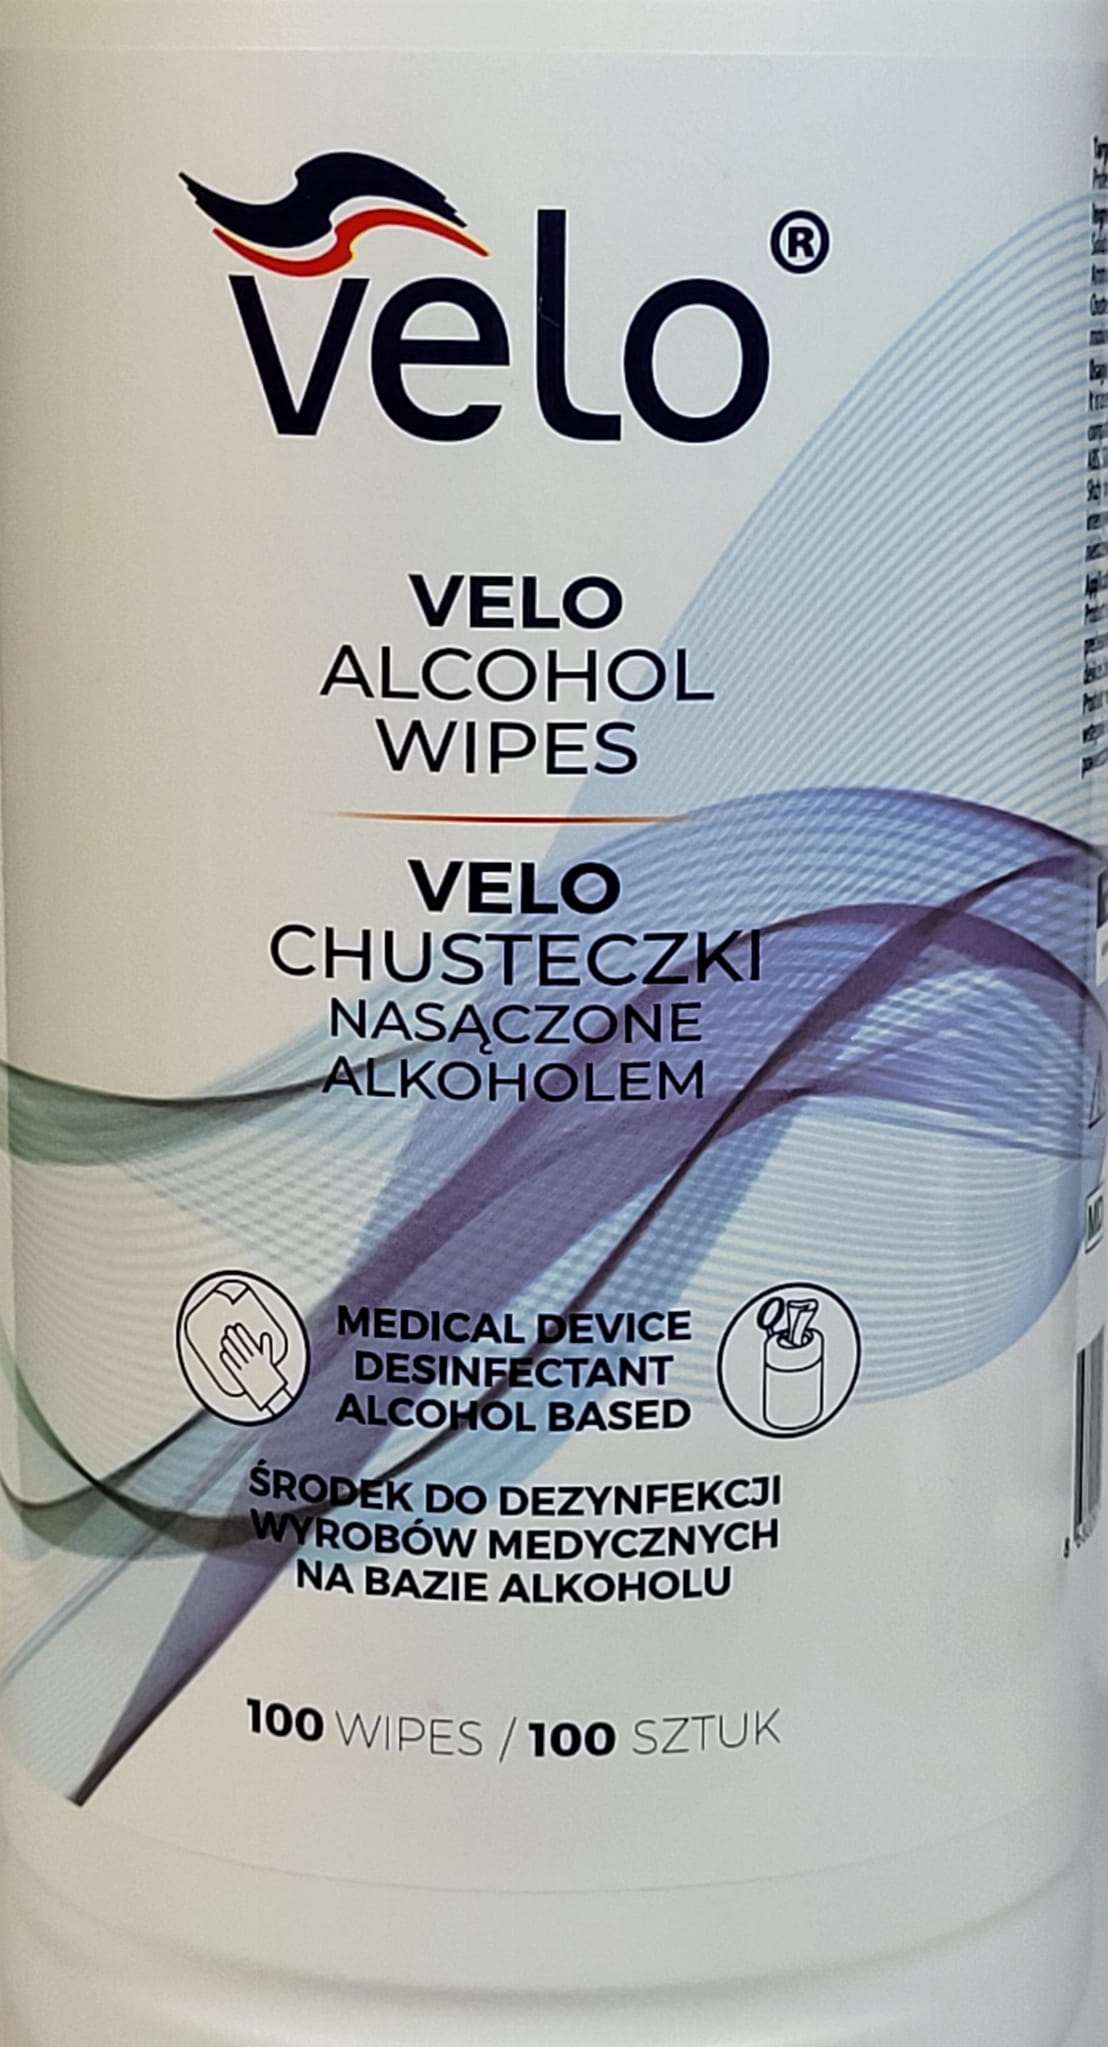 velo®
VELO
ALCOHOL
WIPES
VELO
CHUSTECZKI
NASĄCZONE
ALKOHOLEM
MEDICAL DEVICE
DESINFECTANT
ALCOHOL BASED
ŚRODEK DO DEZYNFEKCJI
WYROBÓW MEDYCZNYCH
NA BAZIE ALKOHOLU
100 WIPES / 100 SZTUK